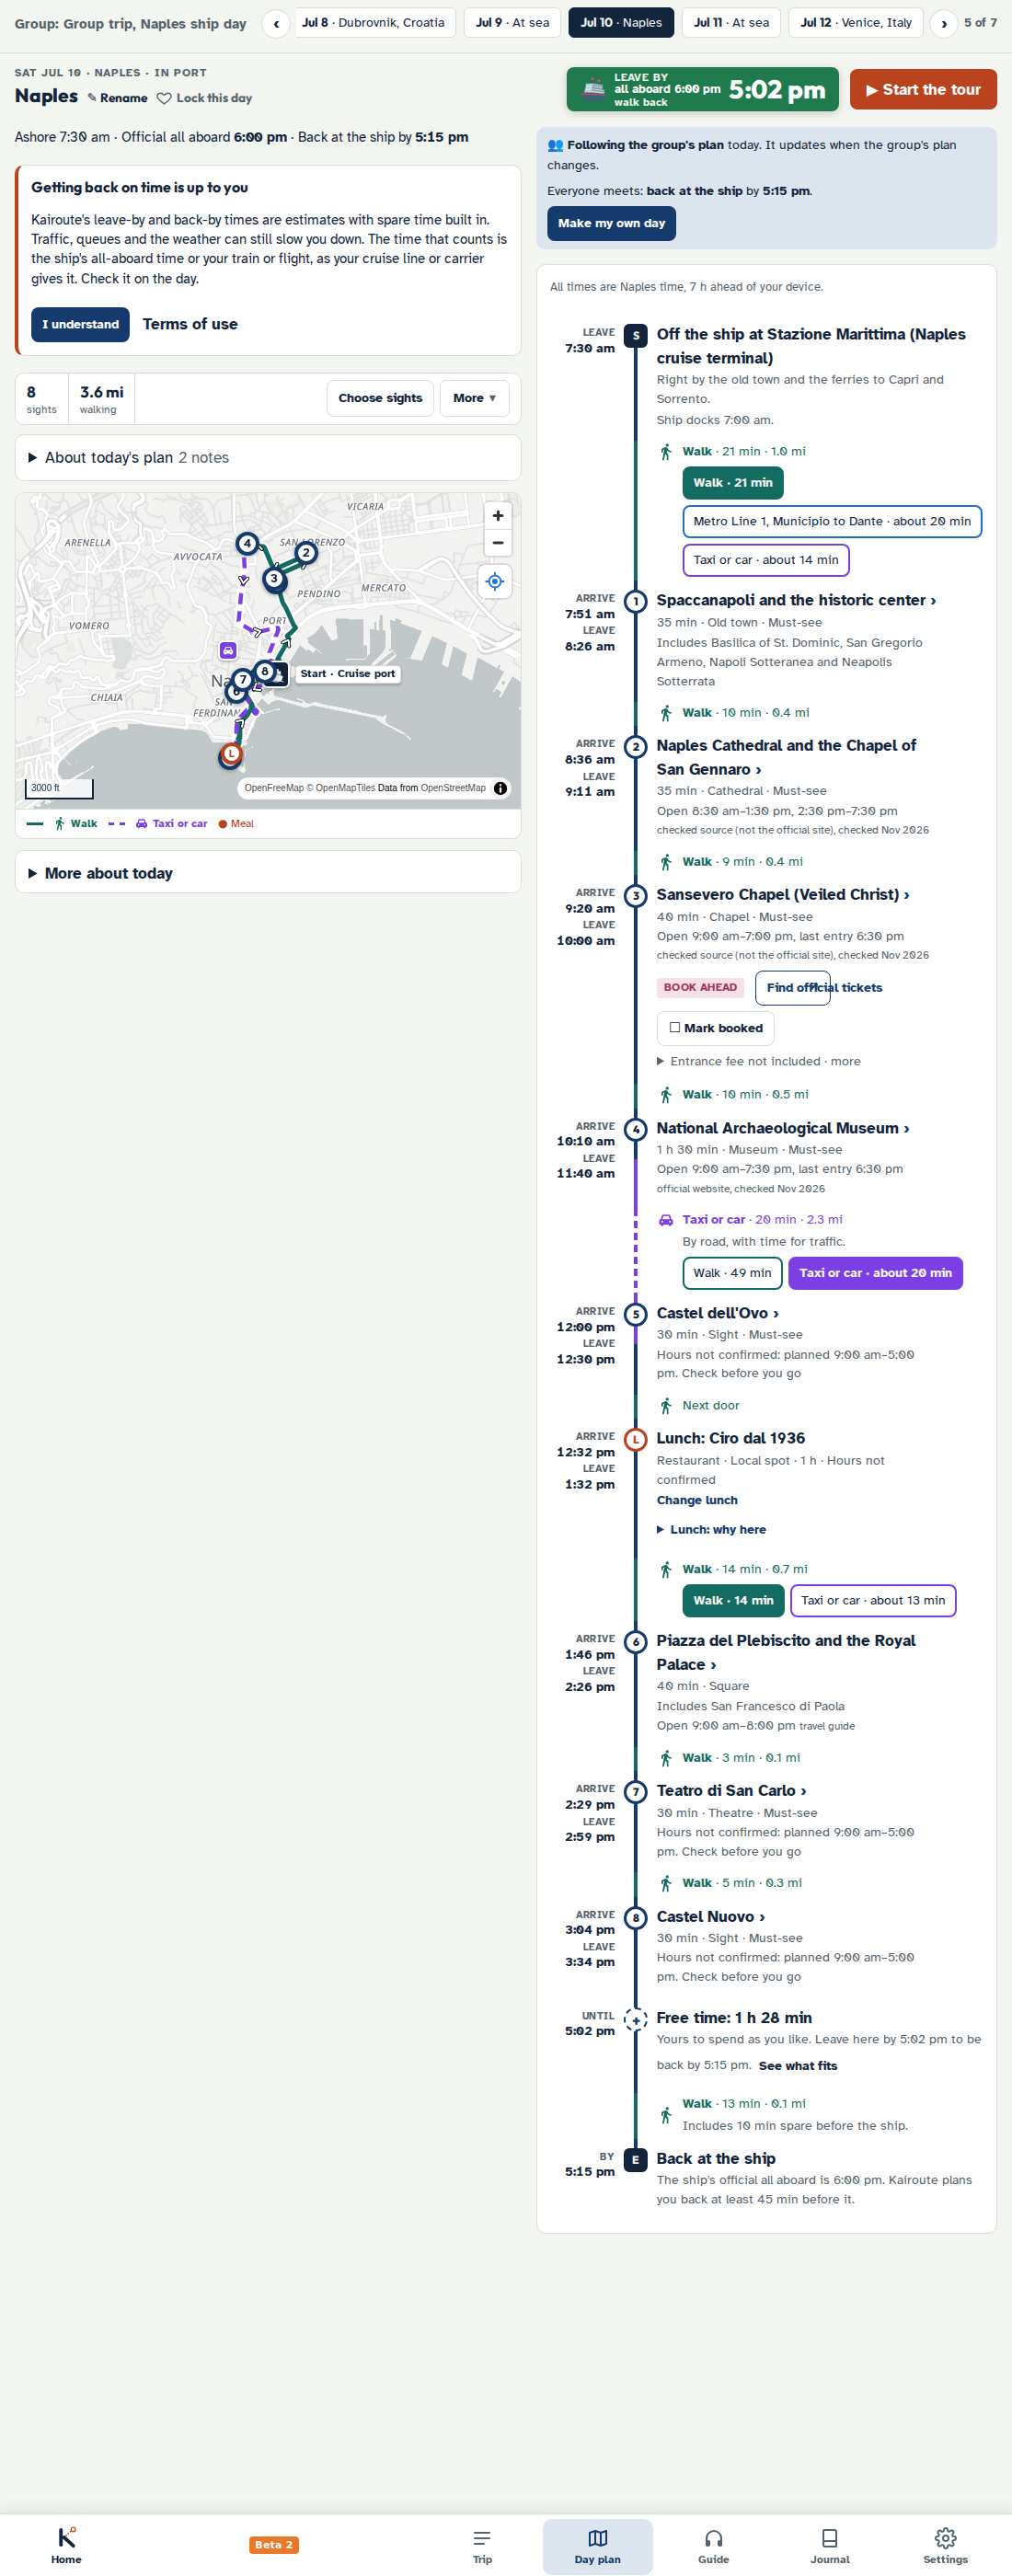 Group: Group trip, Naples ship day
‹
Jul 8 · Dubrovnik, Croatia
Jul 9 · At sea
Jul 10 · Naples
Jul 11 · At sea
Jul 12 · Venice, Italy
›
5 of 7
SAT JUL 10 · NAPLES · IN PORT
Naples
✎ Rename
Lock this day
LEAVE BY
all aboard 6:00 pm
walk back
5:02 pm
▶ Start the tour
Ashore 7:30 am · Official all aboard 6:00 pm · Back at the ship by 5:15 pm
Getting back on time is up to you
Kairoute's leave-by and back-by times are estimates with spare time built in.
Traffic, queues and the weather can still slow you down. The time that counts is
the ship's all-aboard time or your train or flight, as your cruise line or carrier
gives it. Check it on the day.
I understand
Terms of use
8
sights
3.6 mi
walking
Choose sights
More ▼
▶ About today's plan 2 notes
VICARIA
ARENELLA
AVVOCATA
SAN LORENZO
PENDINO
MERCATO
VOMERO
PORT
CHIAIA
4
2
3
8
7
6
L
Start · Cruise port
+
−
3000 ft
OpenFreeMap © OpenMapTiles Data from OpenStreetMap
Walk
Taxi or car
Meal
▶ More about today
Following the group's plan today. It updates when the group's plan
changes.
Everyone meets: back at the ship by 5:15 pm.
Make my own day
All times are Naples time, 7 h ahead of your device.
LEAVE
7:30 am
S
Off the ship at Stazione Marittima (Naples
cruise terminal)
Right by the old town and the ferries to Capri and
Sorrento.
Ship docks 7:00 am.
Walk · 21 min · 1.0 mi
Walk · 21 min
Metro Line 1, Municipio to Dante · about 20 min
Taxi or car · about 14 min
ARRIVE
7:51 am
LEAVE
8:26 am
1
Spaccanapoli and the historic center ›
35 min · Old town · Must-see
Includes Basilica of St. Dominic, San Gregorio
Armeno, Napoli Sotteranea and Neapolis
Sotterrata
Walk · 10 min · 0.4 mi
ARRIVE
8:36 am
LEAVE
9:11 am
2
Naples Cathedral and the Chapel of
San Gennaro ›
35 min · Cathedral · Must-see
Open 8:30 am–1:30 pm, 2:30 pm–7:30 pm
checked source (not the official site), checked Nov 2026
Walk · 9 min · 0.4 mi
ARRIVE
9:20 am
LEAVE
10:00 am
3
Sansevero Chapel (Veiled Christ) ›
40 min · Chapel · Must-see
Open 9:00 am–7:00 pm, last entry 6:30 pm
checked source (not the official site), checked Nov 2026
BOOK AHEAD
Find official tickets
Mark booked
▶ Entrance fee not included · more
Walk · 10 min · 0.5 mi
ARRIVE
10:10 am
LEAVE
11:40 am
4
National Archaeological Museum ›
1 h 30 min · Museum · Must-see
Open 9:00 am–7:30 pm, last entry 6:30 pm
official website, checked Nov 2026
Taxi or car · 20 min · 2.3 mi
By road, with time for traffic.
Walk · 49 min
Taxi or car · about 20 min
ARRIVE
12:00 pm
LEAVE
12:30 pm
5
Castel dell'Ovo ›
30 min · Sight · Must-see
Hours not confirmed: planned 9:00 am–5:00
pm. Check before you go
Next door
ARRIVE
12:32 pm
LEAVE
1:32 pm
L
Lunch: Ciro dal 1936
Restaurant · Local spot · 1 h · Hours not
confirmed
Change lunch
▶ Lunch: why here
Walk · 14 min · 0.7 mi
Walk · 14 min
Taxi or car · about 13 min
ARRIVE
1:46 pm
LEAVE
2:26 pm
6
Piazza del Plebiscito and the Royal
Palace ›
40 min · Square
Includes San Francesco di Paola
Open 9:00 am–8:00 pm travel guide
Walk · 3 min · 0.1 mi
ARRIVE
2:29 pm
LEAVE
2:59 pm
7
Teatro di San Carlo ›
30 min · Theatre · Must-see
Hours not confirmed: planned 9:00 am–5:00
pm. Check before you go
Walk · 5 min · 0.3 mi
ARRIVE
3:04 pm
LEAVE
3:34 pm
8
Castel Nuovo ›
30 min · Sight · Must-see
Hours not confirmed: planned 9:00 am–5:00
pm. Check before you go
UNTIL
5:02 pm
+
Free time: 1 h 28 min
Yours to spend as you like. Leave here by 5:02 pm to be
back by 5:15 pm. See what fits
Walk · 13 min · 0.1 mi
Includes 10 min spare before the ship.
BY
5:15 pm
E
Back at the ship
The ship's official all aboard is 6:00 pm. Kairoute plans
you back at least 45 min before it.
Home
Beta 2
Trip
Day plan
Guide
Journal
Settings